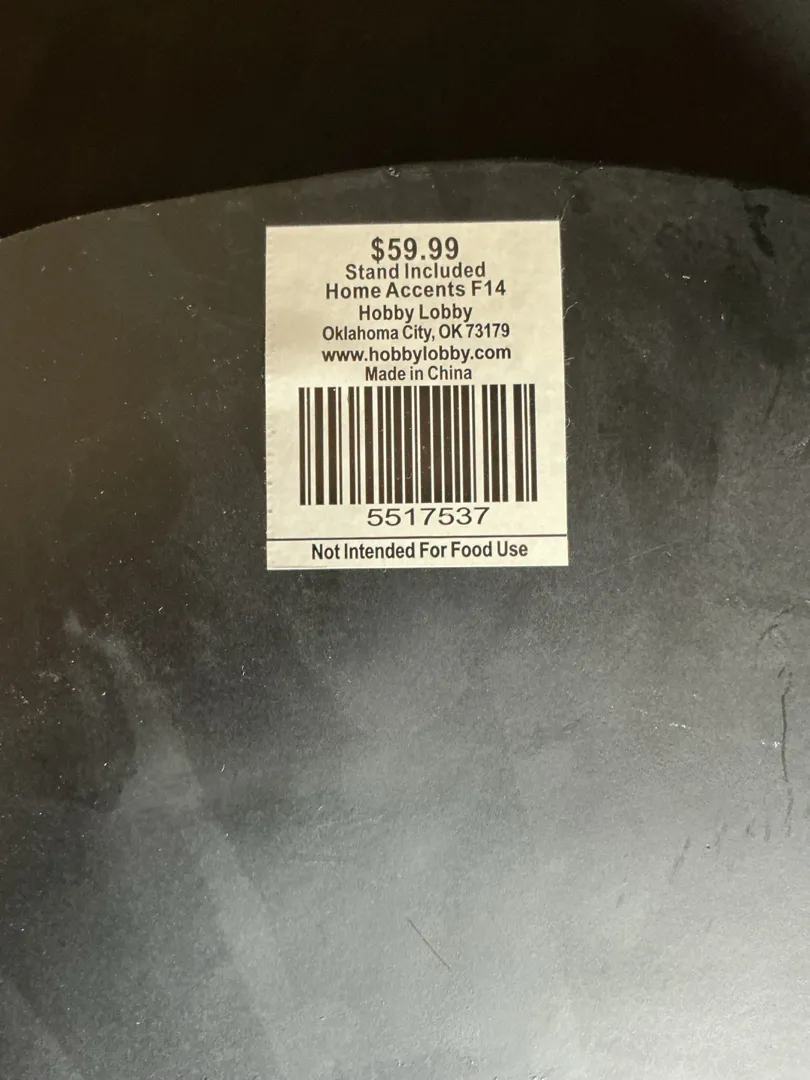 $59.99
Stand Included
Home Accents F14
Hobby Lobby
Oklahoma City, OK 73179
www.hobbylobby.com
Made in China
5517537
Not Intended For Food Use